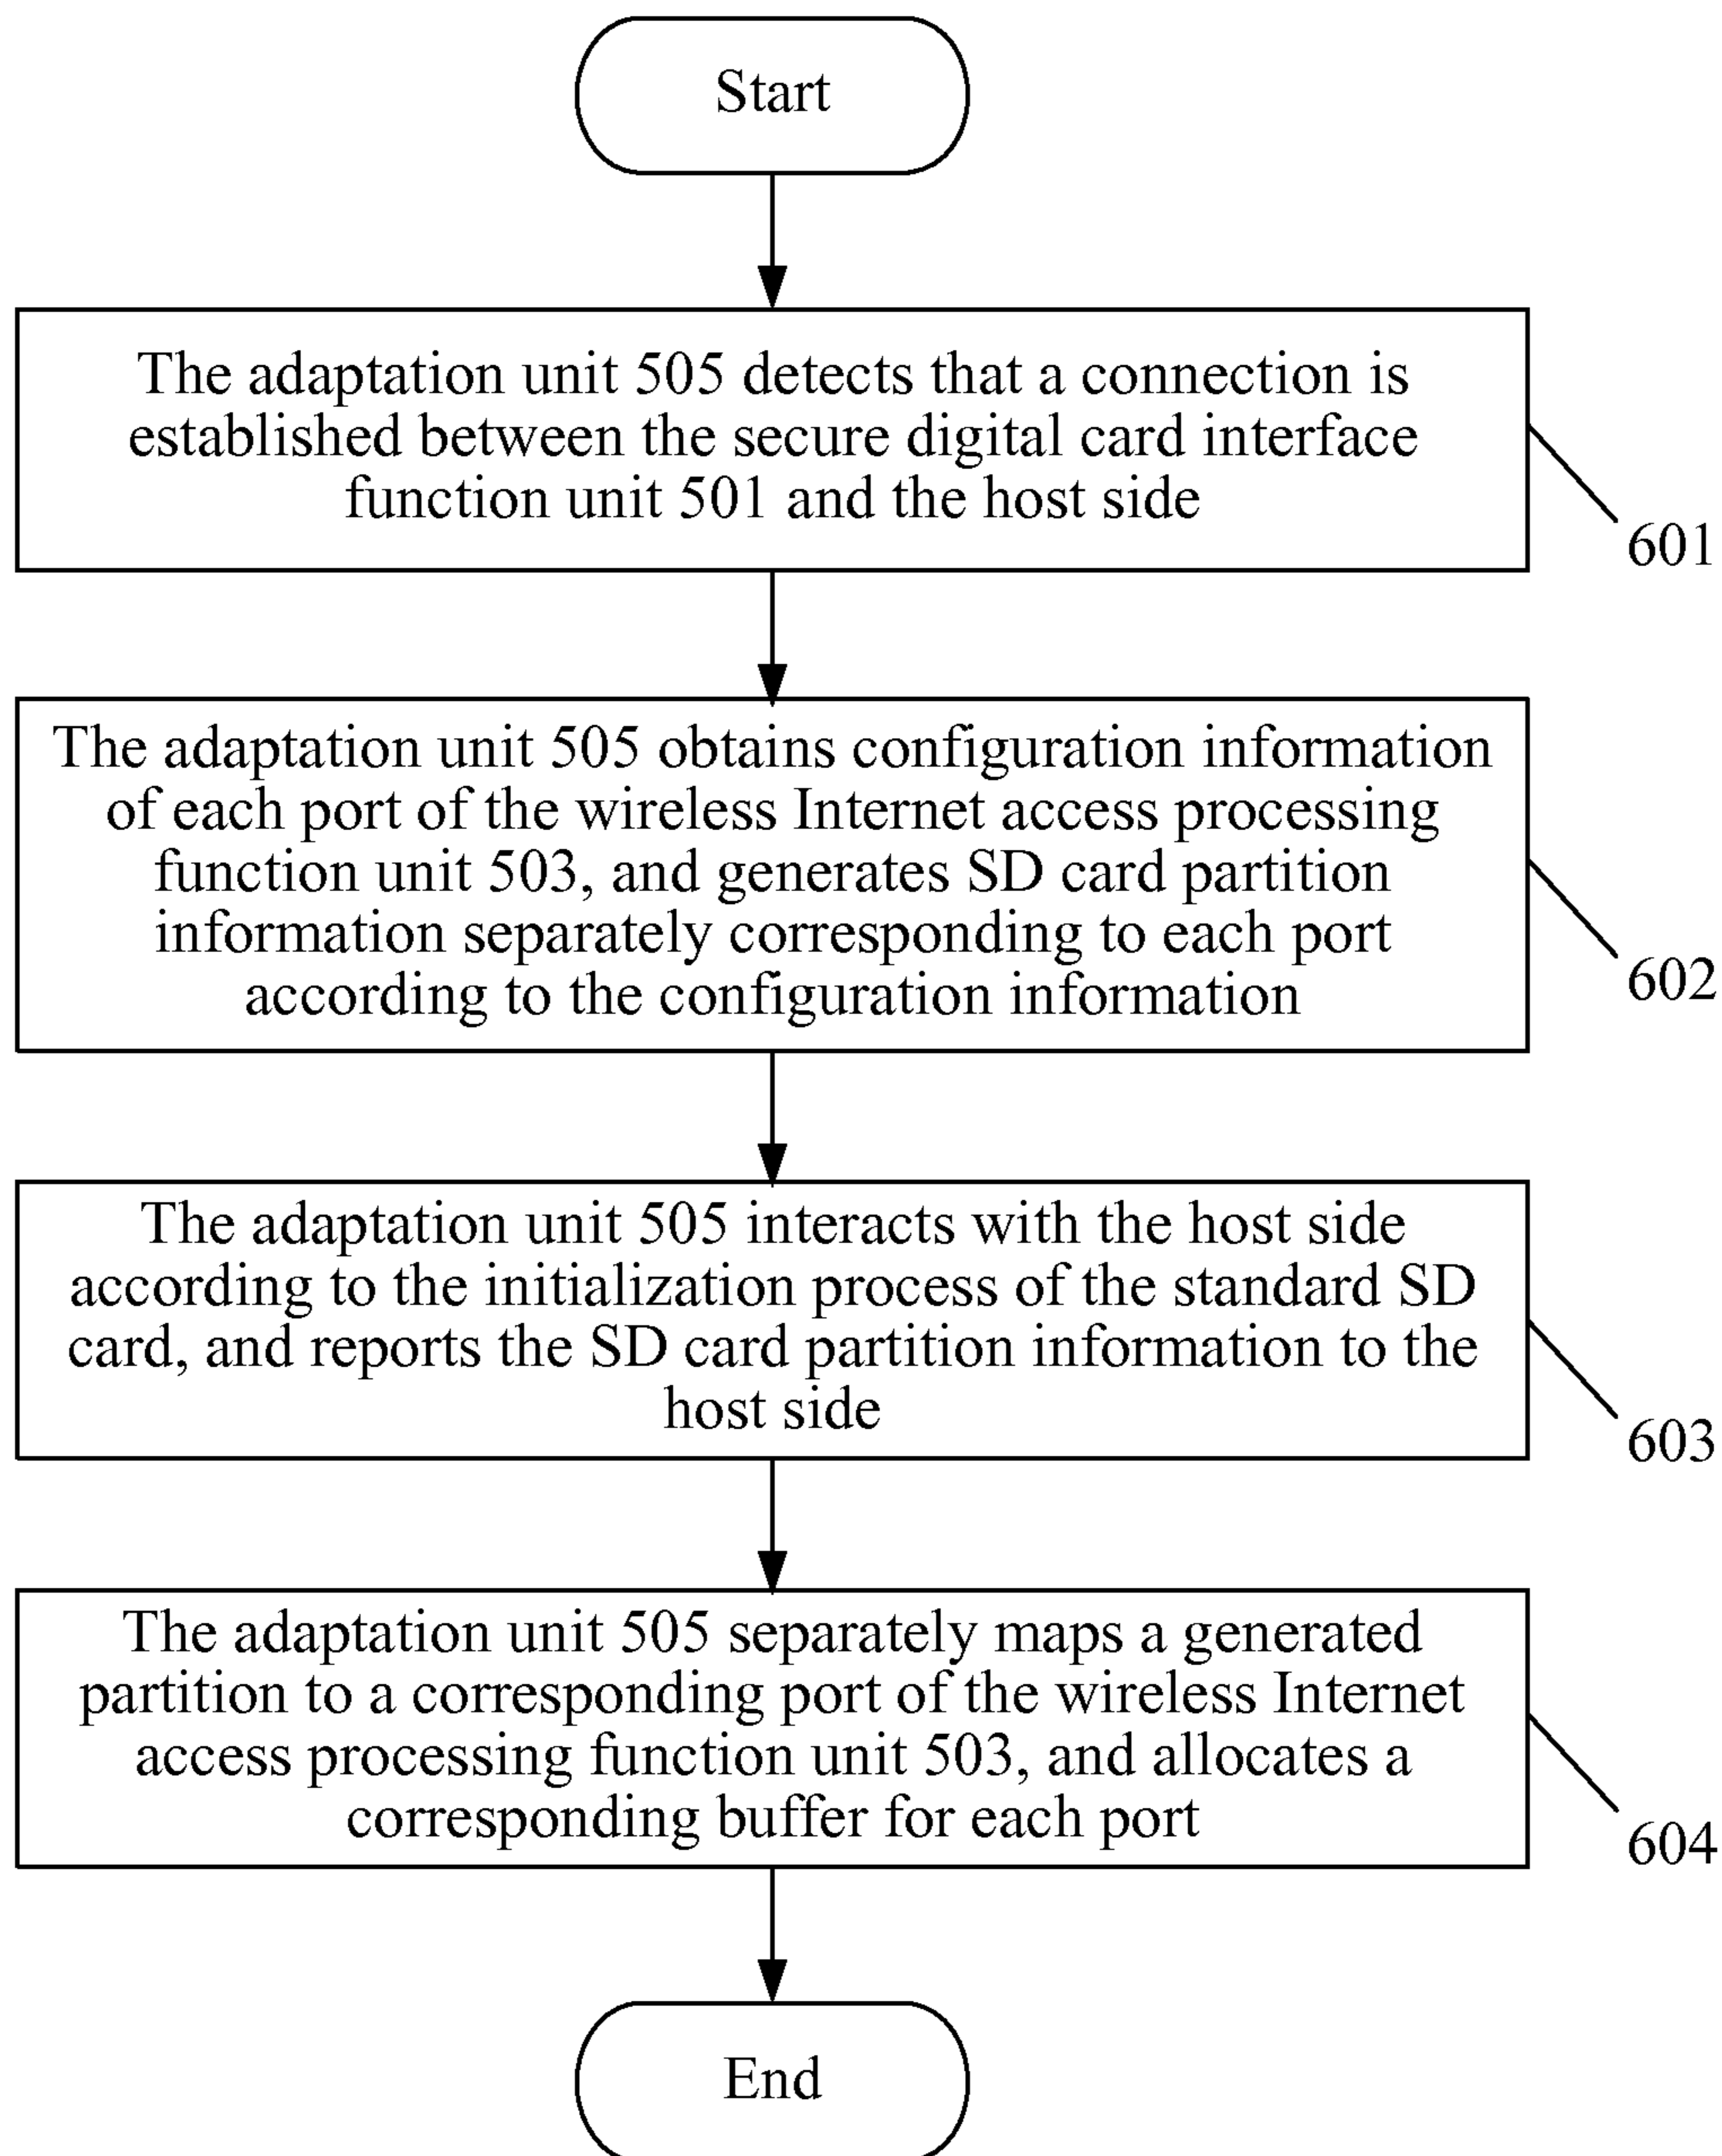 Start
The adaptation unit 505 detects that a connection is
established between the secure digital card interface
function unit 501 and the host side
601
The adaptation unit 505 obtains configuration information
of each port of the wireless Internet access processing
function unit 503, and generates SD card partition
information separately corresponding to each port
according to the configuration information
602
The adaptation unit 505 interacts with the host side
according to the initialization process of the standard SD
card, and reports the SD card partition information to the
host side
603
The adaptation unit 505 separately maps a generated
partition to a corresponding port of the wireless Internet
access processing function unit 503, and allocates a
corresponding buffer for each port
604
End